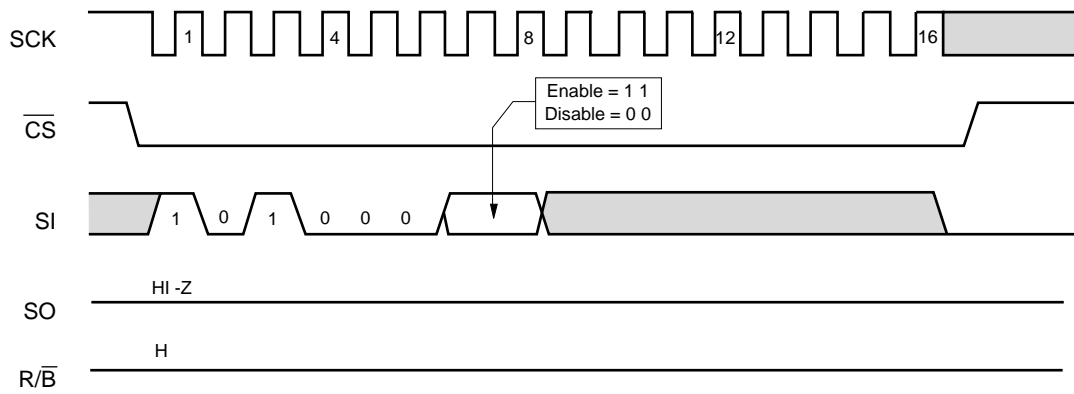 SCK 1 4 8 12 16
Enable = 1 1
Disable = 0 0
C̅S̅
SI 1 0 1 0 0 0
HI -Z
SO
H
R/B̅